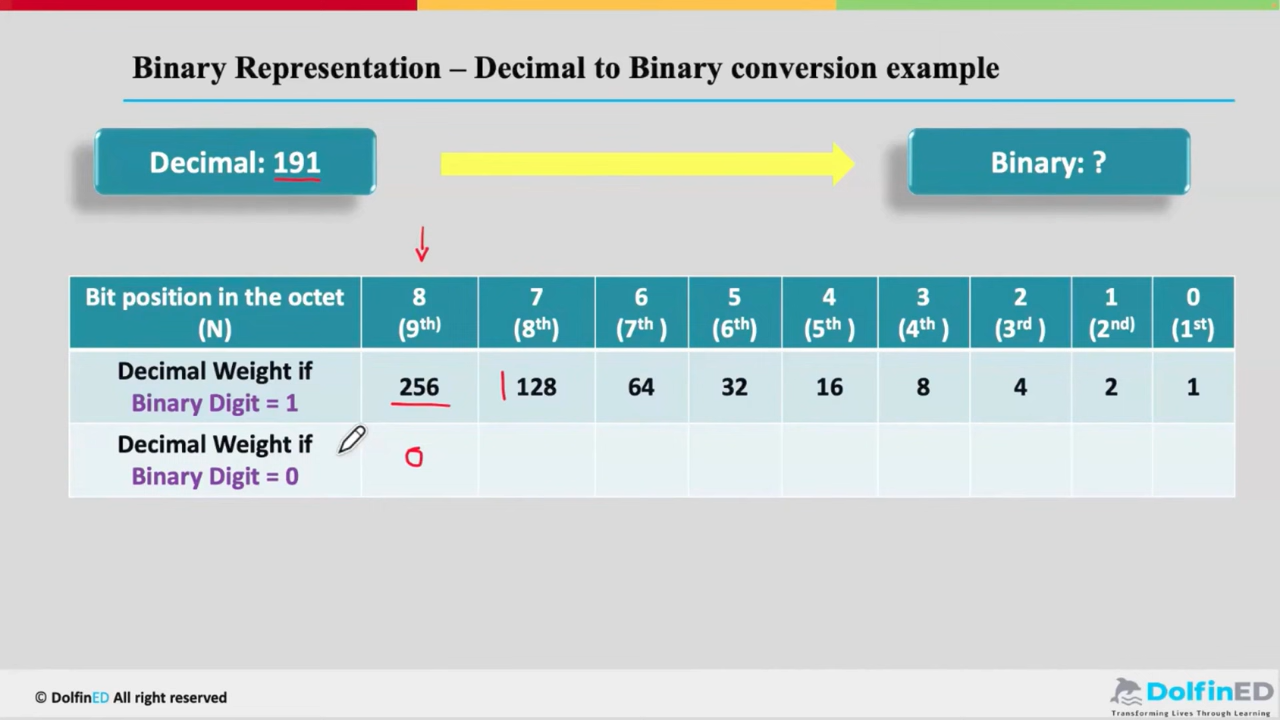 Binary Representation – Decimal to Binary conversion example
Decimal: 191
Binary: ?
Bit position in the octet (N) 8 (9th) 7 (8th) 6 (7th ) 5 (6th) 4 (5th ) 3 (4th ) 2 (3rd ) 1 (2nd) 0 (1st)
Decimal Weight if Binary Digit = 1 256 1 128 64 32 16 8 4 2 1
Decimal Weight if Binary Digit = 0 0
© DolfinED All right reserved
DolfinED
Transforming Lives Through Learning